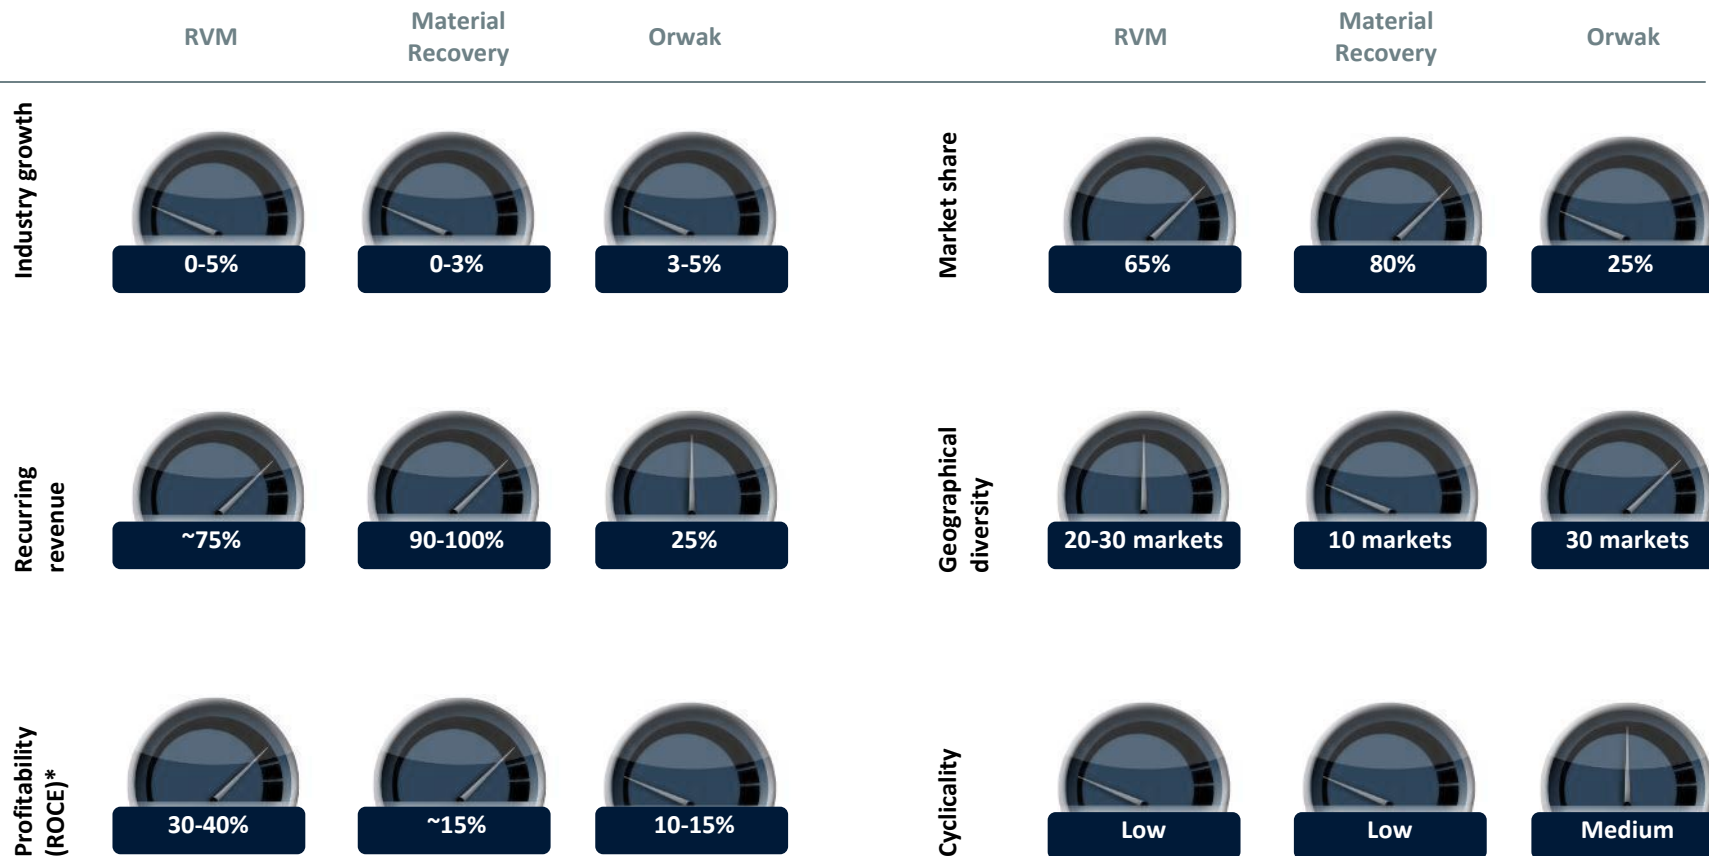 RVM
Material
Recovery
Orwak
RVM
Material
Recovery
Orwak
Industry growth
0-5%
0-3%
3-5%
Market share
65%
80%
25%
Recurring
revenue
~75%
90-100%
25%
Geographical
diversity
20-30 markets
10 markets
30 markets
Profitability
(ROCE)*
30-40%
~15%
10-15%
Cyclicality
Low
Low
Medium